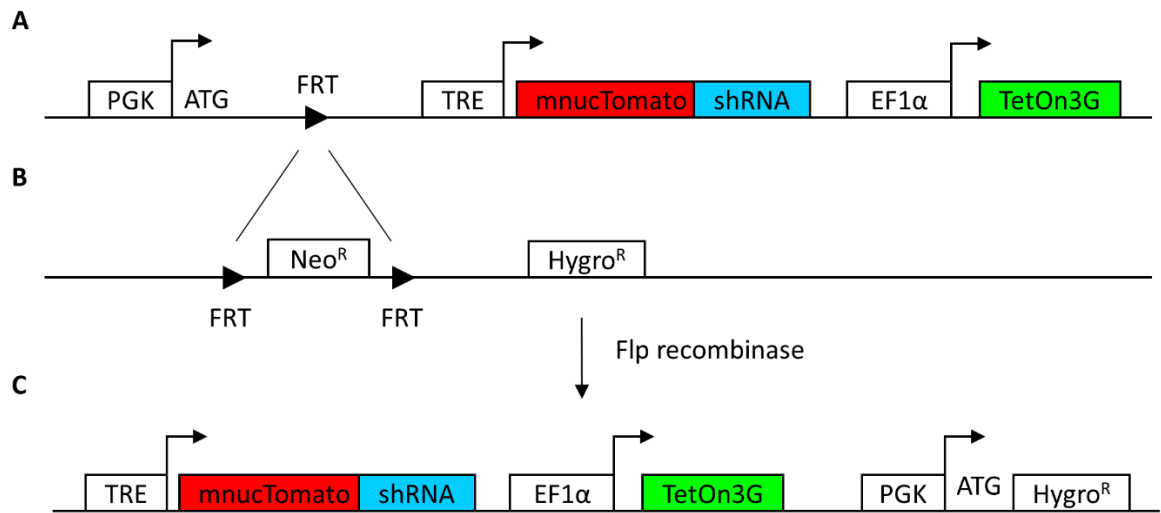 A
PGK ATG FRT TRE mnucTomato shRNA EF1α TetOn3G
B
Neoᴿ Hygroᴿ
FRT FRT
Flp recombinase
C
TRE mnucTomato shRNA EF1α TetOn3G PGK ATG Hygroᴿ